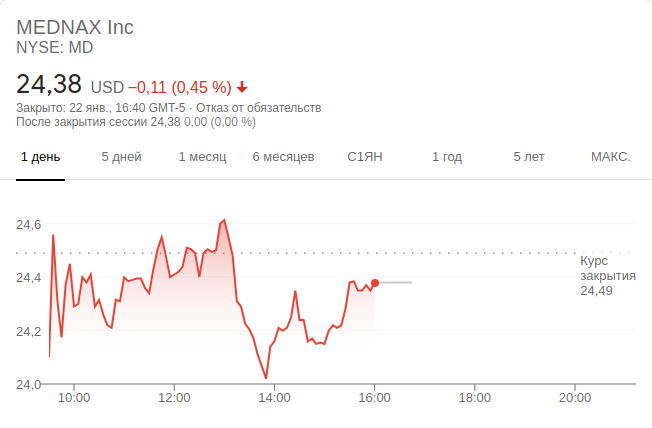 MEDNAX Inc
NYSE: MD
24,38 USD −0,11 (0,45 %)
Закрыто: 22 янв., 16:40 GMT-5 · Отказ от обязательств
После закрытия сессии 24,38 0,00 (0,00 %)
1 день 5 дней 1 месяц 6 месяцев С1ЯН 1 год 5 лет МАКС.
24,6
24,4
24,2
24,0
Курс
закрытия
24,49
10:00 12:00 14:00 16:00 18:00 20:00